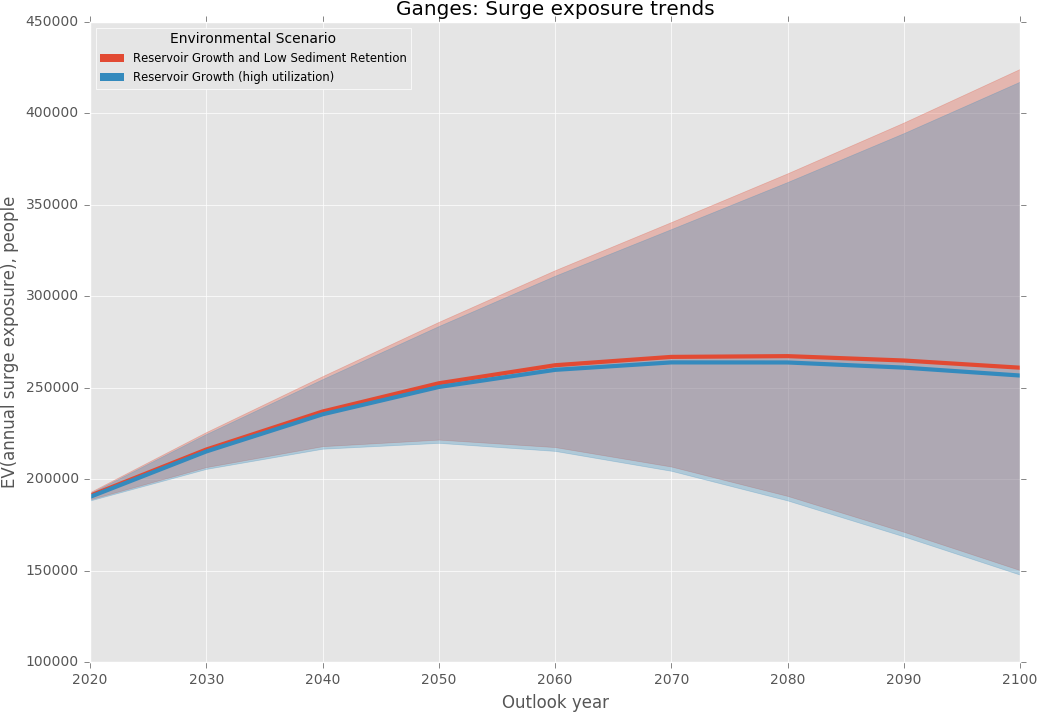 Ganges: Surge exposure trends
450000
400000
350000
300000
250000
200000
150000
100000
EV(annual surge exposure), people
Environmental Scenario
Reservoir Growth and Low Sediment Retention
Reservoir Growth (high utilization)
2020 2030 2040 2050 2060 2070 2080 2090 2100
Outlook year